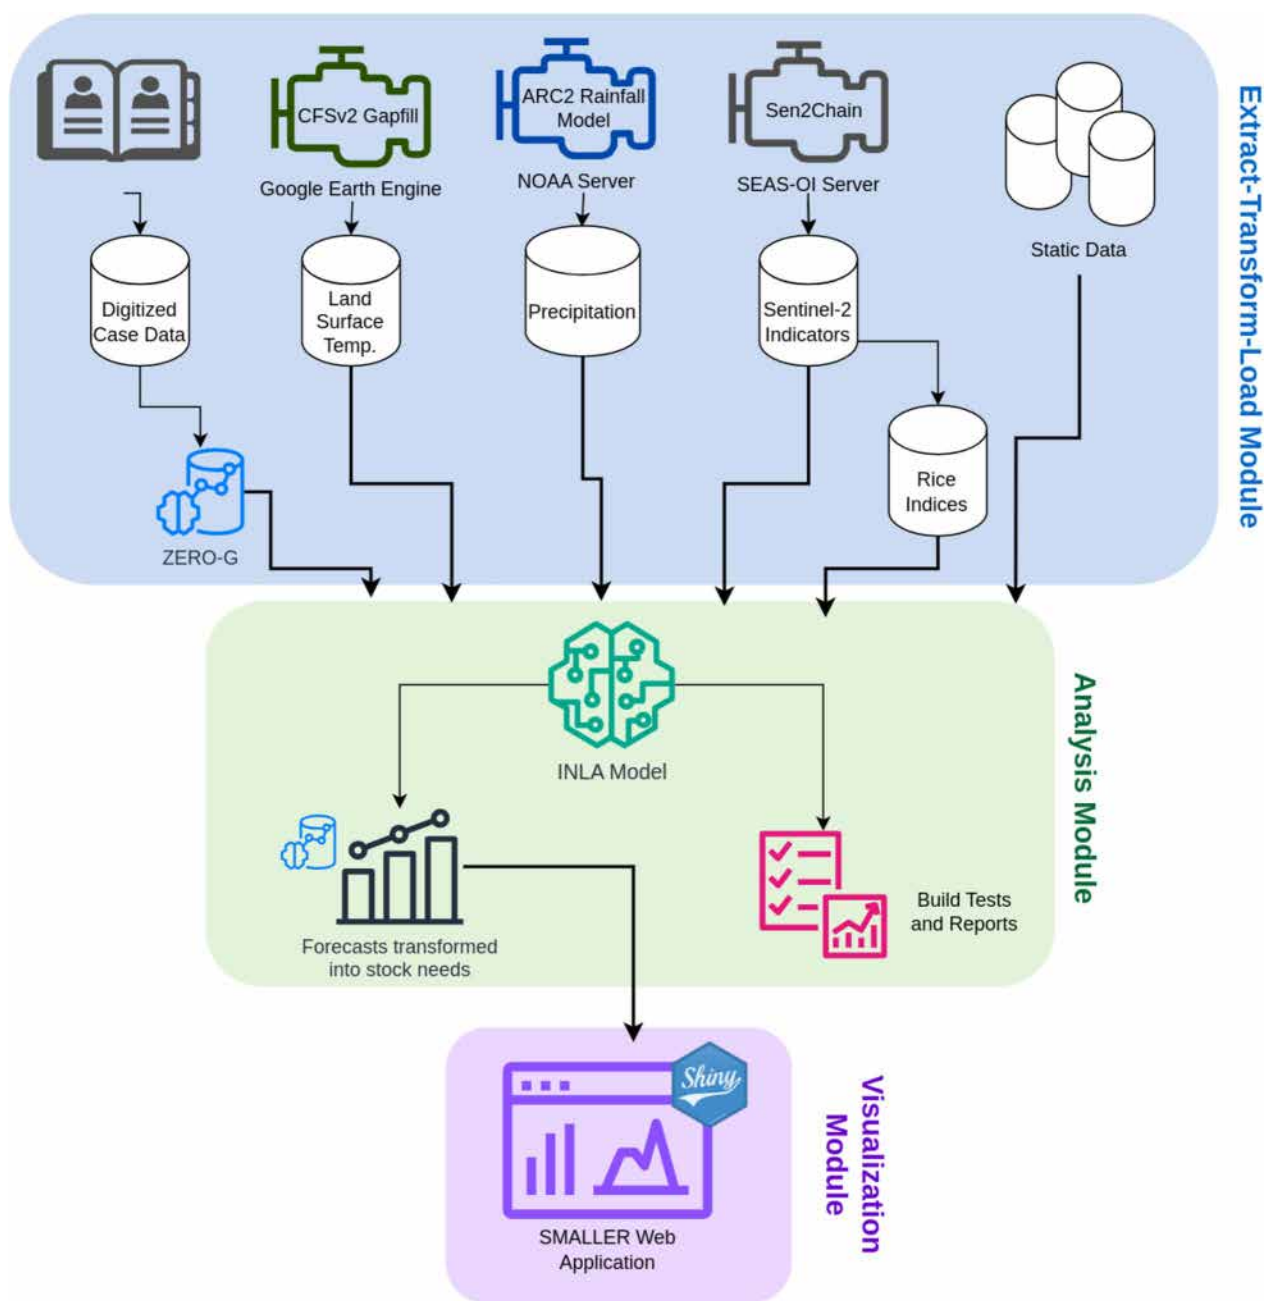 CFSv2 Gapfill
ARC2 Rainfall
Model
Sen2Chain
Google Earth Engine
NOAA Server
SEAS-OI Server
Static Data
Digitized
Case Data
Land
Surface
Temp.
Precipitation
Sentinel-2
Indicators
Rice
Indices
ZERO-G
Extract-Transform-Load Module
INLA Model
Forecasts transformed
into stock needs
Build Tests
and Reports
Analysis Module
Shiny
SMALLER Web
Application
Visualization
Module